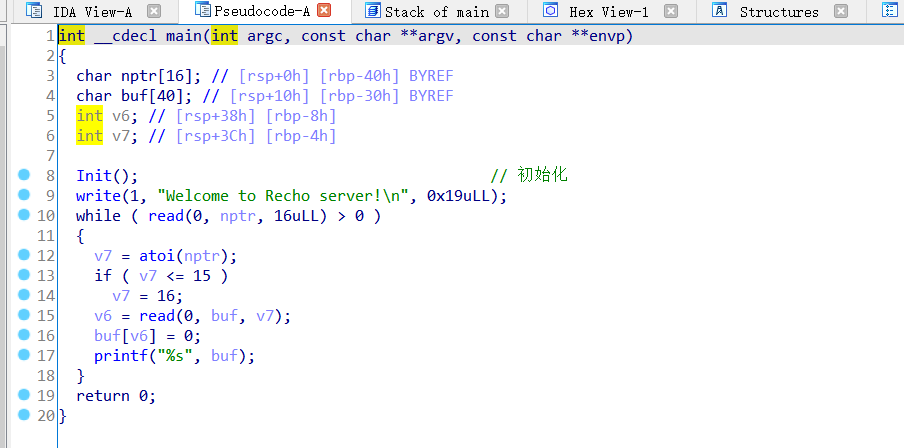 IDA View-A Pseudocode-A Stack of main Hex View-1 Structures
1 int __cdecl main(int argc, const char **argv, const char **envp)
2 {
3 char nptr[16]; // [rsp+0h] [rbp-40h] BYREF
4 char buf[40]; // [rsp+10h] [rbp-30h] BYREF
5 int v6; // [rsp+38h] [rbp-8h]
6 int v7; // [rsp+3Ch] [rbp-4h]
7
8 Init(); // 初始化
9 write(1, "Welcome to Recho server!\n", 0x19uLL);
10 while ( read(0, nptr, 16uLL) > 0 )
11 {
12 v7 = atoi(nptr);
13 if ( v7 <= 15 )
14 v7 = 16;
15 v6 = read(0, buf, v7);
16 buf[v6] = 0;
17 printf("%s", buf);
18 }
19 return 0;
20 }